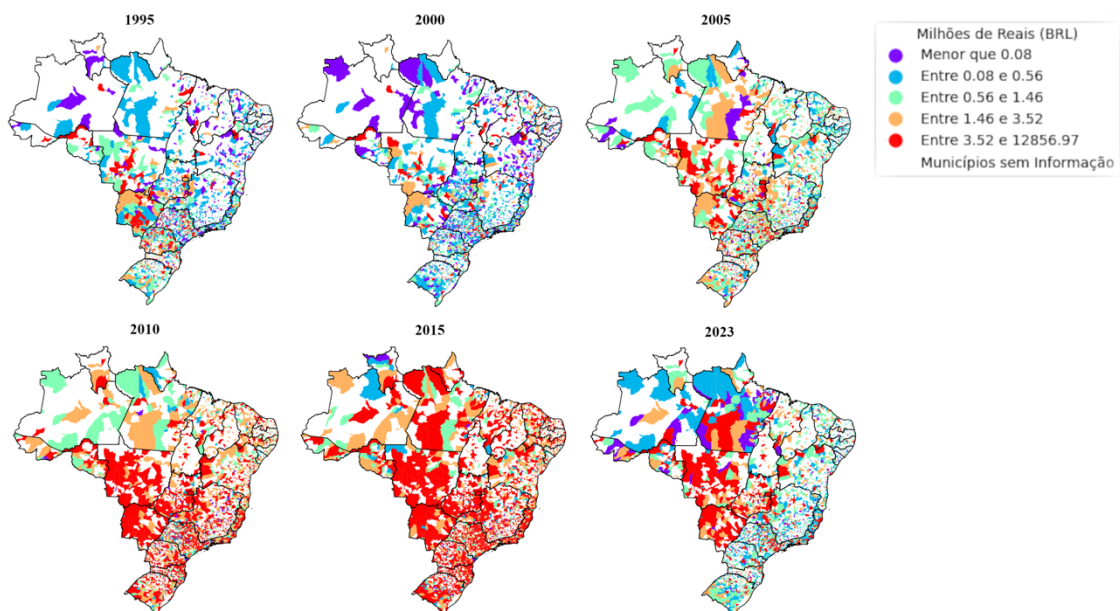 1995
2000
2005
Milhões de Reais (BRL)
Menor que 0.08
Entre 0.08 e 0.56
Entre 0.56 e 1.46
Entre 1.46 e 3.52
Entre 3.52 e 12856.97
Municípios sem Informação
2010
2015
2023